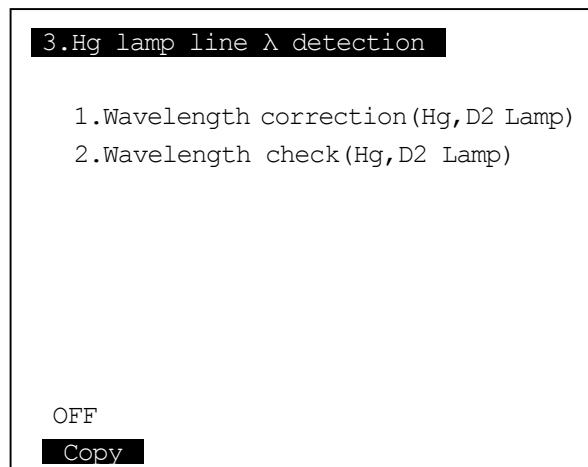 3.Hg lamp line λ detection
1.Wavelength correction(Hg,D2 Lamp)
2.Wavelength check(Hg,D2 Lamp)
OFF
Copy